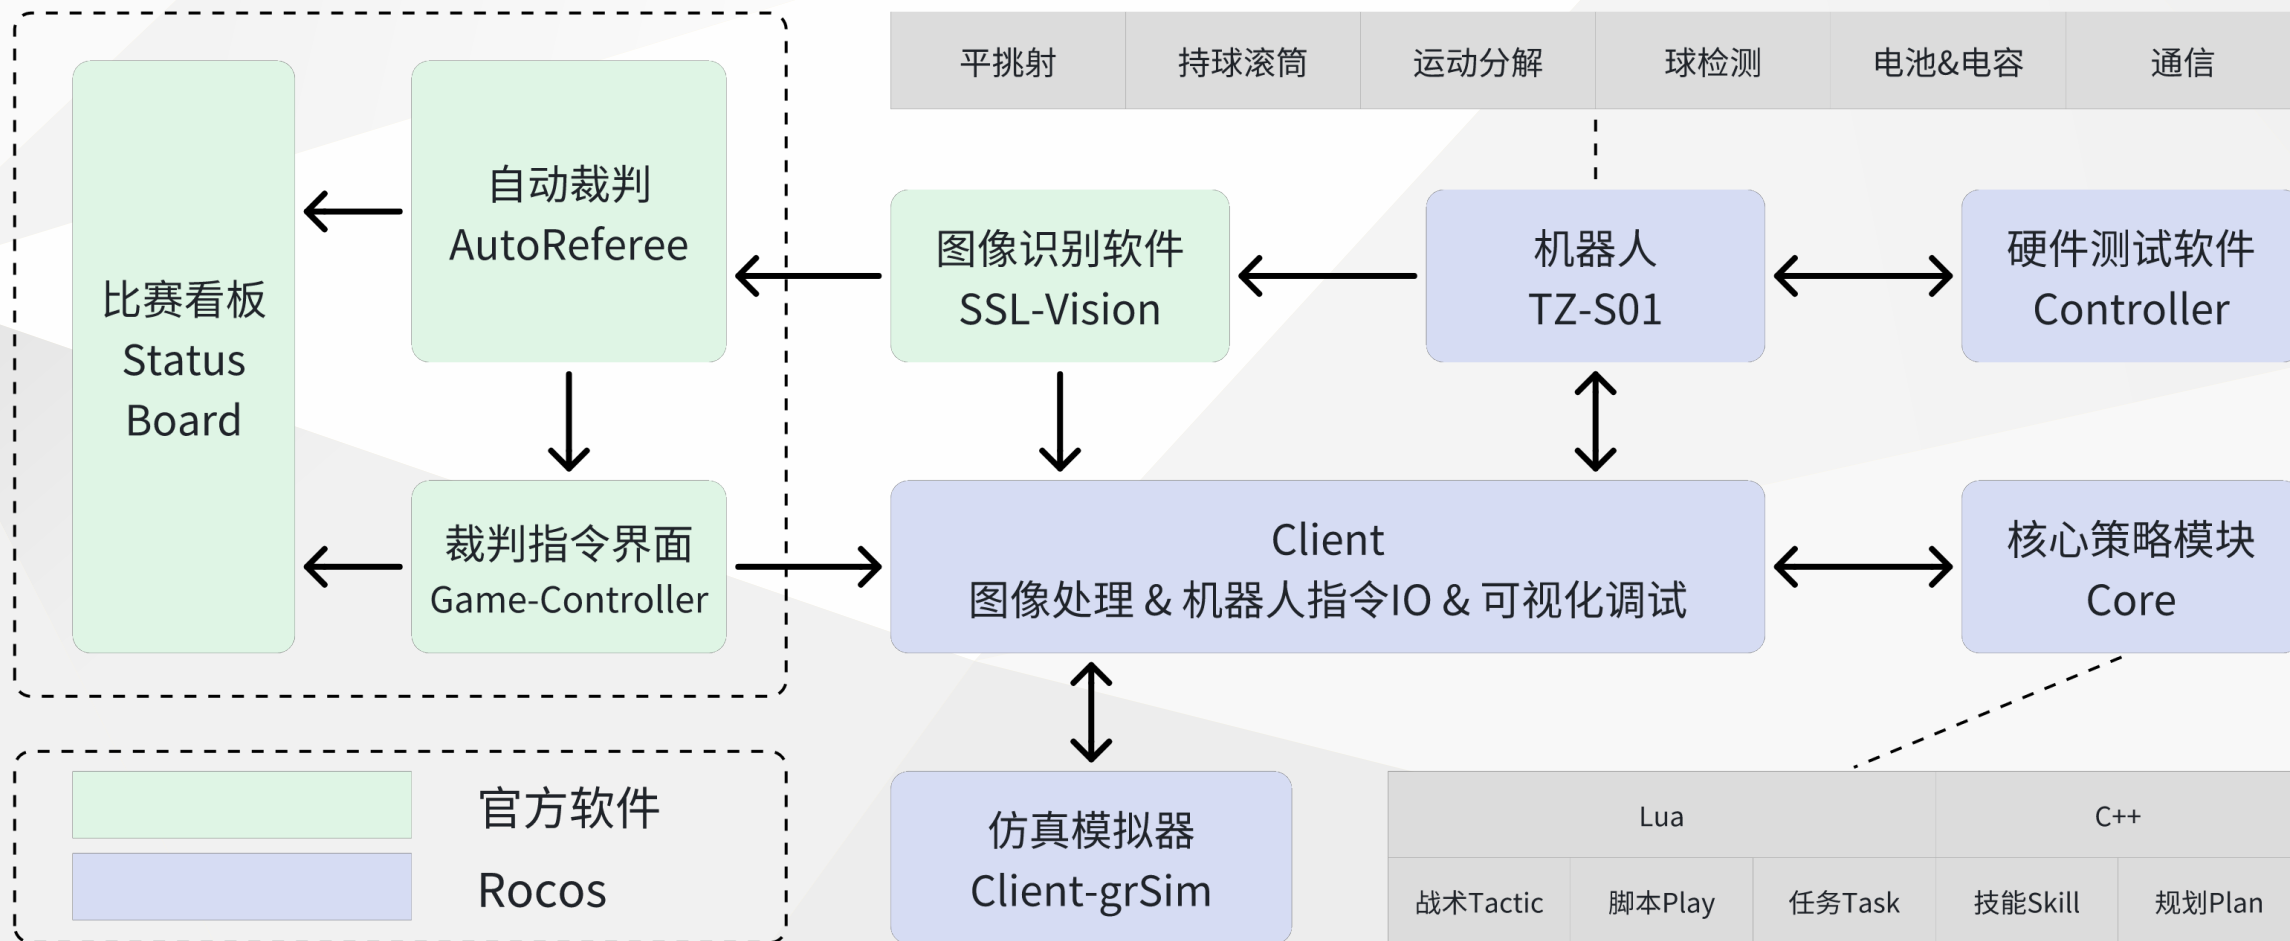 平挑射
持球滚筒
运动分解
球检测
电池&电容
通信
自动裁判
AutoReferee
比赛看板
Status
Board
图像识别软件
SSL-Vision
机器人
TZ-S01
硬件测试软件
Controller
裁判指令界面
Game-Controller
Client
图像处理 & 机器人指令IO & 可视化调试
核心策略模块
Core
官方软件
Rocos
仿真模拟器
Client-grSim
Lua
C++
战术Tactic
脚本Play
任务Task
技能Skill
规划Plan